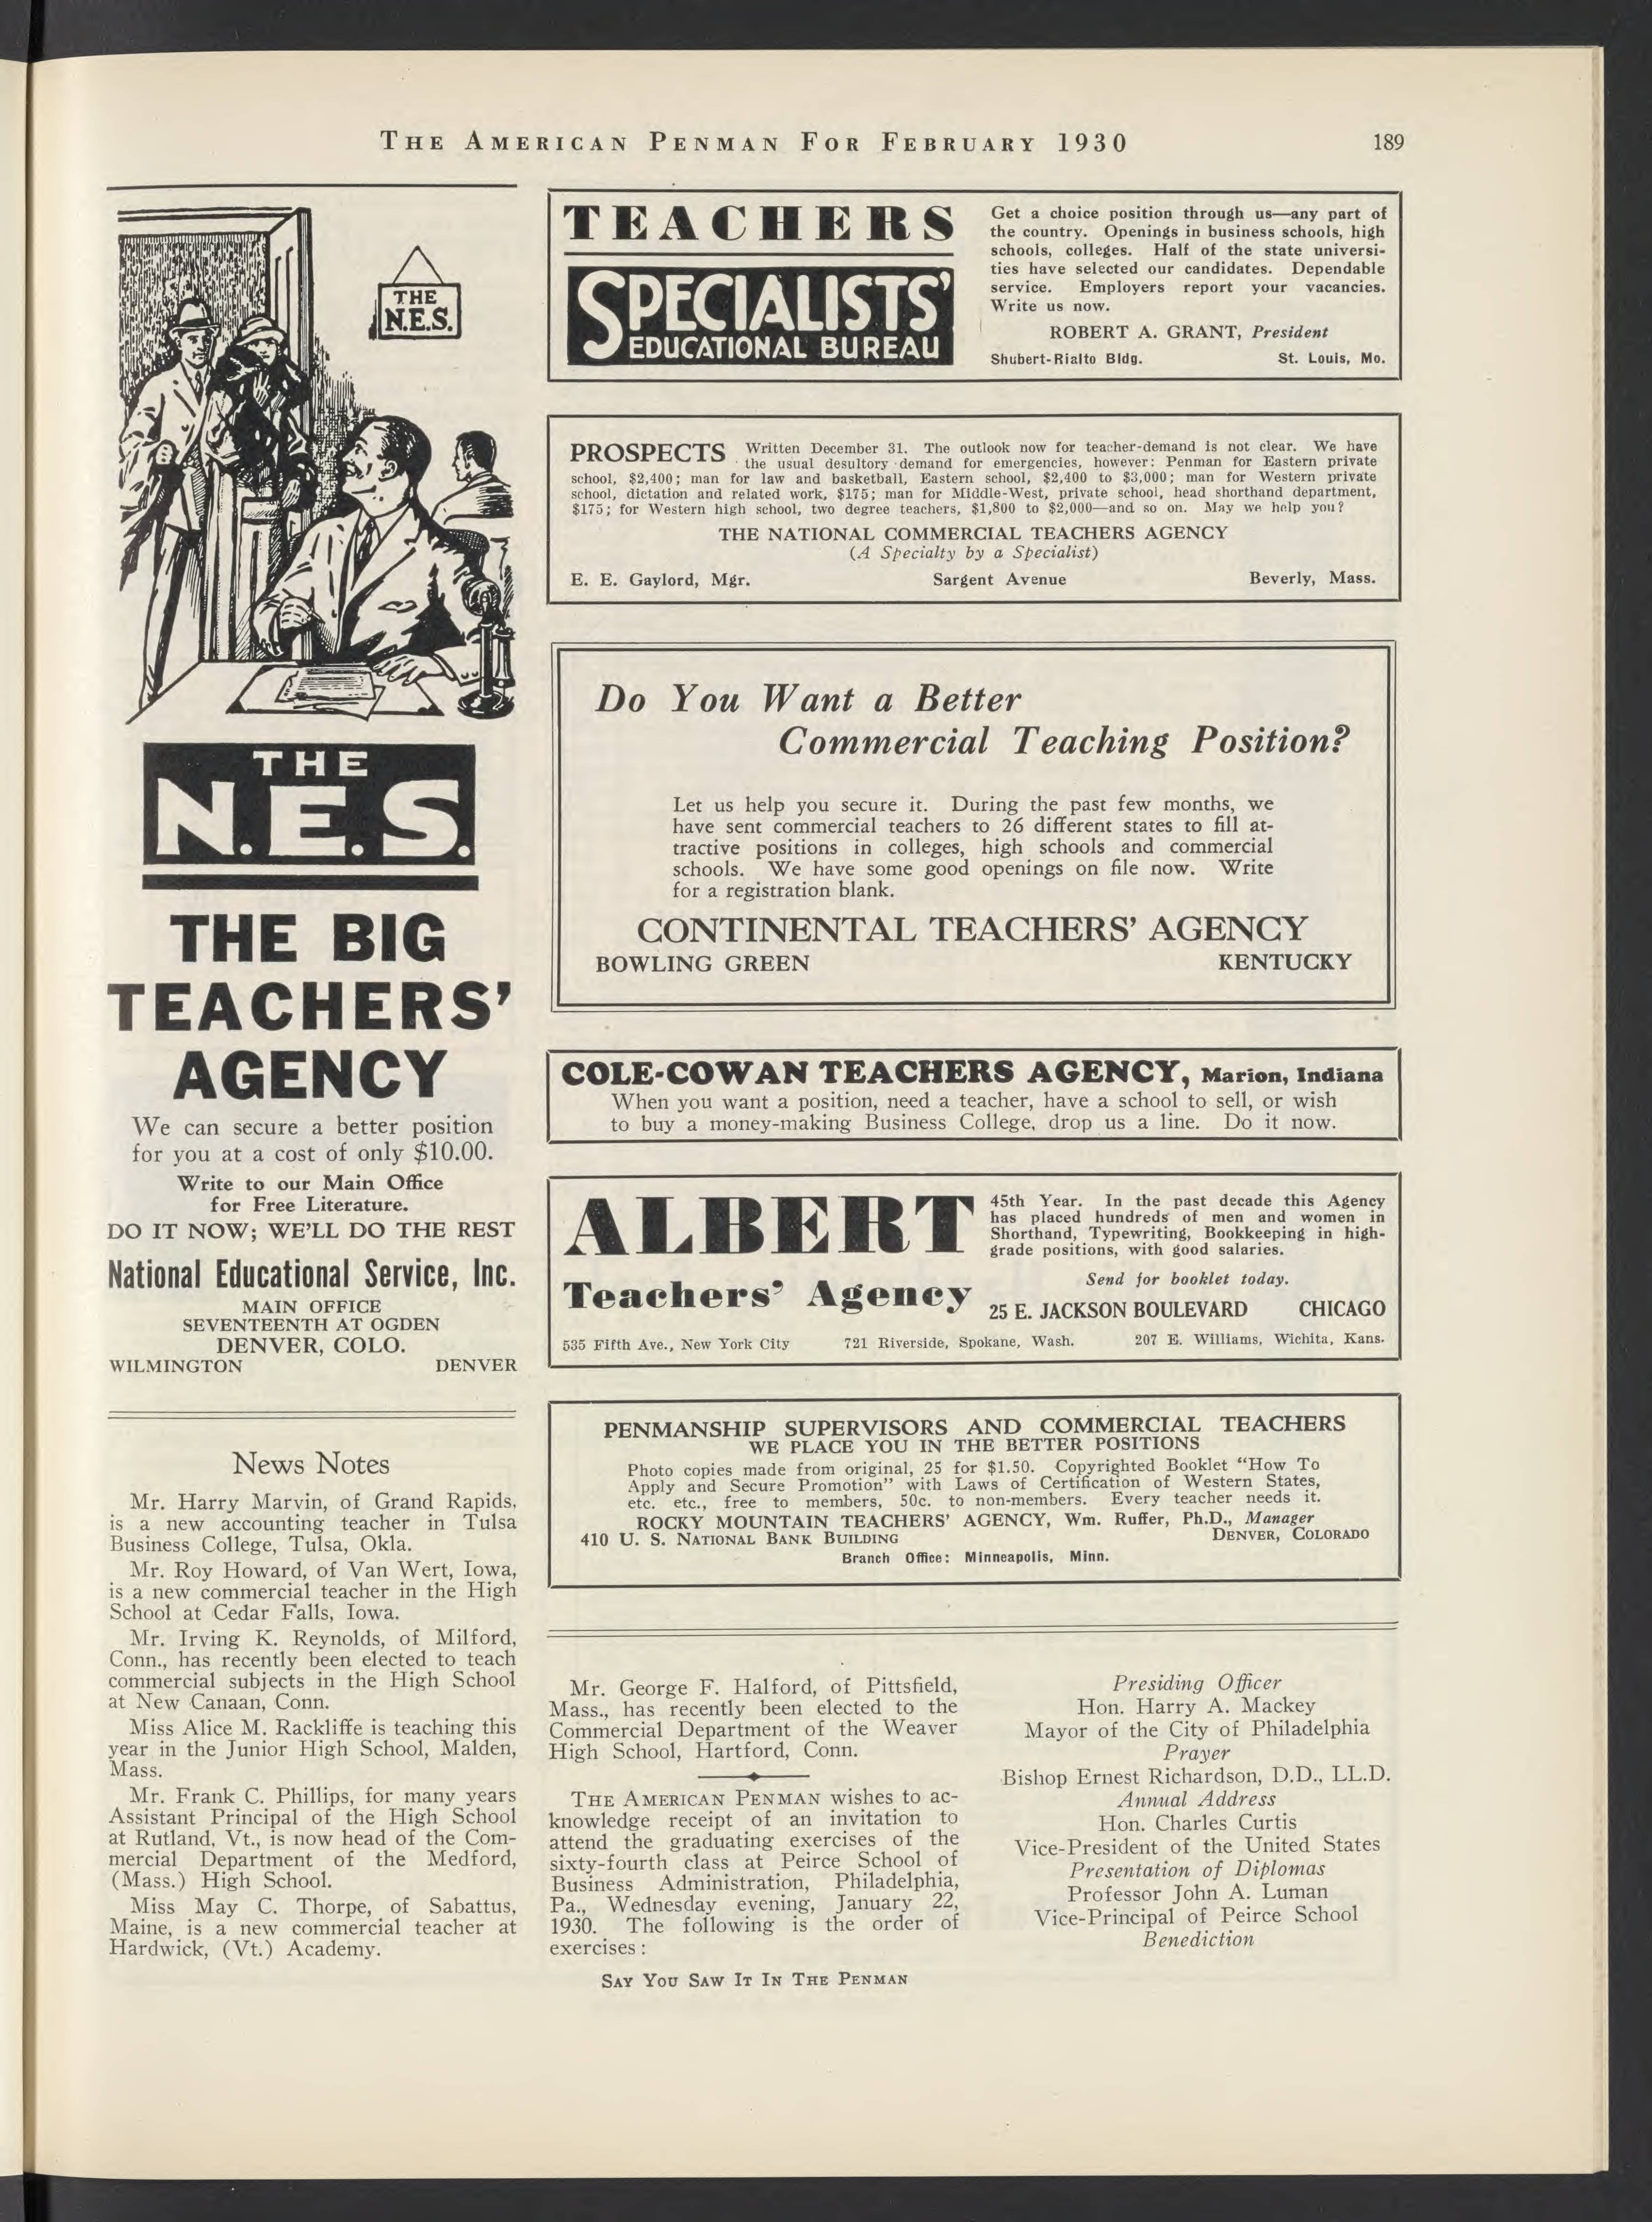 THE AMERICAN PENMAN FOR FEBRUARY 1930
189
THE
N.E.S.
THE
N.E.S.
THE BIG
TEACHERS'
AGENCY
We can secure a better position
for you at a cost of only $10.00.
Write to our Main Office
for Free Literature.
DO IT NOW; WE'LL DO THE REST
National Educational Service, Inc.
MAIN OFFICE
SEVENTEENTH AT OGDEN
DENVER, COLO.
WILMINGTON DENVER
News Notes
Mr. Harry Marvin, of Grand Rapids,
is a new accounting teacher in Tulsa
Business College, Tulsa, Okla.
Mr. Roy Howard, of Van Wert, Iowa,
is a new commercial teacher in the High
School at Cedar Falls, Iowa.
Mr. Irving K. Reynolds, of Milford,
Conn., has recently been elected to teach
commercial subjects in the High School
at New Canaan, Conn.
Miss Alice M. Rackliffe is teaching this
year in the Junior High School, Malden,
Mass.
Mr. Frank C. Phillips, for many years
Assistant Principal of the High School
at Rutland, Vt., is now head of the Com-
mercial Department of the Medford,
(Mass.) High School.
Miss May C. Thorpe, of Sabattus,
Maine, is a new commercial teacher at
Hardwick, (Vt.) Academy.
TEACHERS
SPECIALISTS'
EDUCATIONAL BUREAU
Get a choice position through us—any part of
the country. Openings in business schools, high
schools, colleges. Half of the state universi-
ties have selected our candidates. Dependable
service. Employers report your vacancies.
Write us now.
ROBERT A. GRANT, President
Shubert-Rialto Bldg. St. Louis, Mo.
PROSPECTS Written December 31. The outlook now for teacher-demand is not clear. We have
the usual desultory demand for emergencies, however: Penman for Eastern private
school, $2,400; man for law and basketball, Eastern school, $2,400 to $3,000; man for Western private
school, dictation and related work, $175; man for Middle-West, private school, head shorthand department,
$175; for Western high school, two degree teachers, $1,800 to $2,000—and so on. May we help you?
THE NATIONAL COMMERCIAL TEACHERS AGENCY
(A Specialty by a Specialist)
E. E. Gaylord, Mgr. Sargent Avenue Beverly, Mass.
Do You Want a Better
Commercial Teaching Position?
Let us help you secure it. During the past few months, we
have sent commercial teachers to 26 different states to fill at-
tractive positions in colleges, high schools and commercial
schools. We have some good openings on file now. Write
for a registration blank.
CONTINENTAL TEACHERS' AGENCY
BOWLING GREEN KENTUCKY
COLE-COWAN TEACHERS AGENCY, Marion, Indiana
When you want a position, need a teacher, have a school to sell, or wish
to buy a money-making Business College, drop us a line. Do it now.
ALBERT
Teachers' Agency
45th Year. In the past decade this Agency
has placed hundreds of men and women in
Shorthand, Typewriting, Bookkeeping in high-
grade positions, with good salaries.
Send for booklet today.
25 E. JACKSON BOULEVARD CHICAGO
535 Fifth Ave., New York City 721 Riverside, Spokane, Wash. 207 E. Williams, Wichita, Kans.
PENMANSHIP SUPERVISORS AND COMMERCIAL TEACHERS
WE PLACE YOU IN THE BETTER POSITIONS
Photo copies made from original, 25 for $1.50. Copyrighted Booklet "How To
Apply and Secure Promotion" with Laws of Certification of Western States,
etc. etc., free to members, 50c. to non-members. Every teacher needs it.
ROCKY MOUNTAIN TEACHERS' AGENCY, Wm. Ruffer, Ph.D., Manager
410 U. S. NATIONAL BANK BUILDING DENVER, COLORADO
Branch Office: Minneapolis, Minn.
Mr. George F. Halford, of Pittsfield,
Mass., has recently been elected to the
Commercial Department of the Weaver
High School, Hartford, Conn.
THE AMERICAN PENMAN wishes to ac-
knowledge receipt of an invitation to
attend the graduating exercises of the
sixty-fourth class at Peirce School of
Business Administration, Philadelphia,
Pa., Wednesday evening, January 22,
1930. The following is the order of
exercises:
Presiding Officer
Hon. Harry A. Mackey
Mayor of the City of Philadelphia
Prayer
Bishop Ernest Richardson, D.D., LL.D.
Annual Address
Hon. Charles Curtis
Vice-President of the United States
Presentation of Diplomas
Professor John A. Luman
Vice-Principal of Peirce School
Benediction
SAY YOU SAW IT IN THE PENMAN